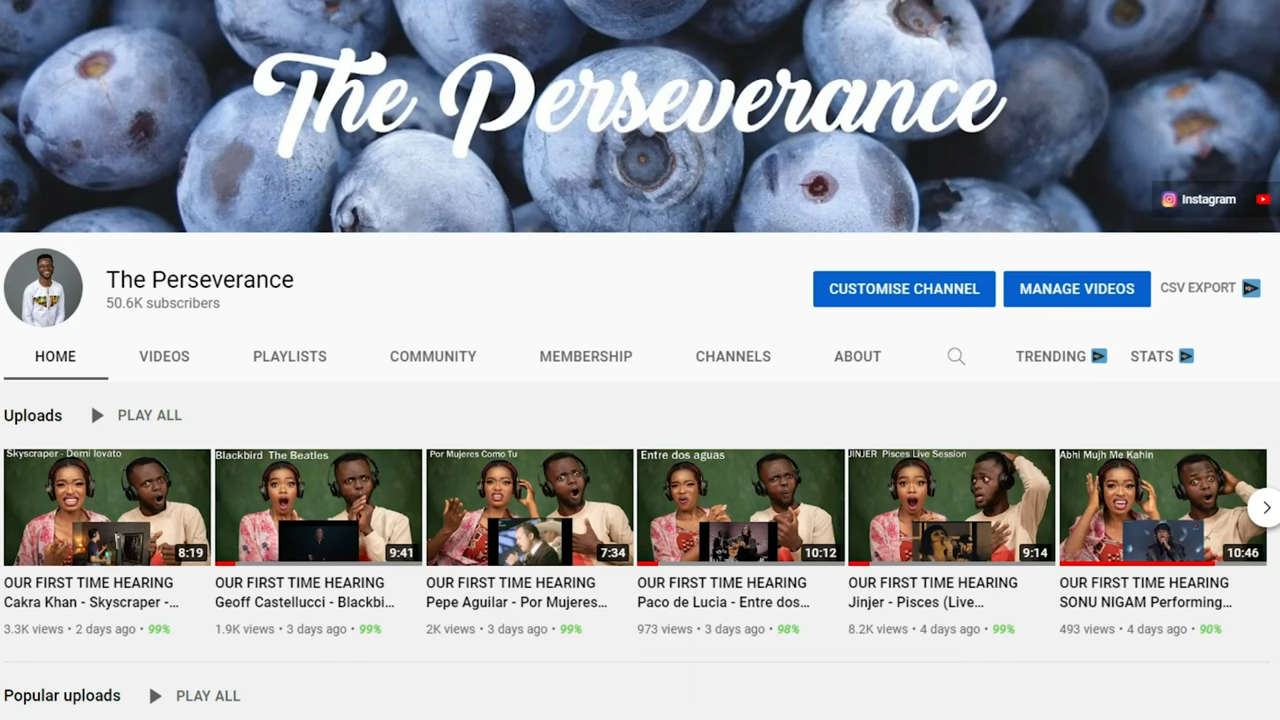 The Perseverance
Instagram
The Perseverance
50.6K subscribers
CUSTOMISE CHANNEL
MANAGE VIDEOS
CSV EXPORT
HOME
VIDEOS
PLAYLISTS
COMMUNITY
MEMBERSHIP
CHANNELS
ABOUT
TRENDING
STATS
Uploads
PLAY ALL
Skyscraper - Demi lovato
8:19
OUR FIRST TIME HEARING
Cakra Khan - Skyscraper -...
3.3K views • 2 days ago • 99%
Blackbird The Beatles
9:41
OUR FIRST TIME HEARING
Geoff Castellucci - Blackbi...
1.9K views • 3 days ago • 99%
Por Mujeres Como Tu
7:34
OUR FIRST TIME HEARING
Pepe Aguilar - Por Mujeres...
2K views • 3 days ago • 99%
Entre dos aguas
10:12
OUR FIRST TIME HEARING
Paco de Lucia - Entre dos...
973 views • 3 days ago • 98%
JINJER Pisces Live Session
9:14
OUR FIRST TIME HEARING
Jinjer - Pisces (Live...
8.2K views • 4 days ago • 99%
Abhi Mujh Me Kahin
10:46
OUR FIRST TIME HEARING
SONU NIGAM Performing...
493 views • 4 days ago • 90%
Popular uploads
PLAY ALL